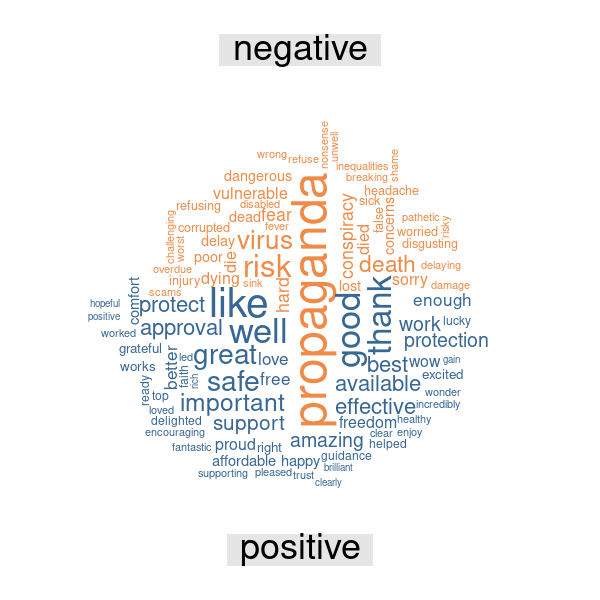 negative
nonsense
unwell
wrong
refuse
inequalities
shame
breaking
dangerous
vulnerable
headache
sick
refusing
disabled
propaganda
conspiracy
false
concerns
dead
fear
fever
died
pathetic
risky
challenging
corrupted
worst
delay
virus
worried
disgusting
poor
die
risk
death
delaying
overdue
injury
dying
sink
hard
lost
sorry
damage
scams
comfort
hopeful
positive
protect
like
good
thank
enough
worked
approval
well
work
lucky
grateful
great
love
protection
works
better
led
faith
rich
safe
free
best
wow
gain
excited
ready
top
available
wonder
loved
important
effective
incredibly
delighted
support
freedom
healthy
encouraging
proud
right
amazing
clear
enjoy
helped
fantastic
affordable
happy
guidance
supporting
pleased
trust
brilliant
clearly
positive